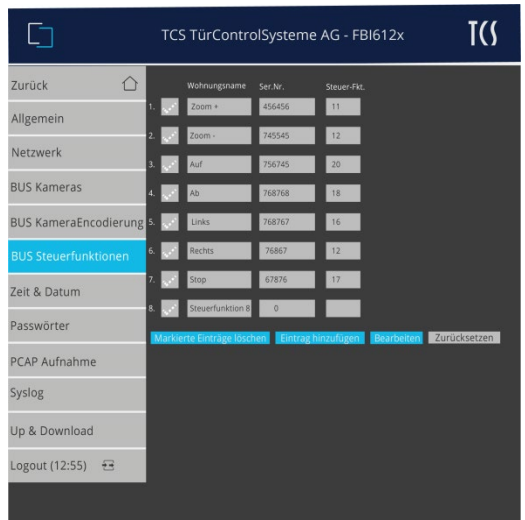 TCS TürControlSysteme AG - FBI612x
TCS
Zurück
Allgemein
Netzwerk
BUS Kameras
BUS KameraEncodierung
BUS Steuerfunktionen
Zeit & Datum
Passwörter
PCAP Aufnahme
Syslog
Up & Download
Logout (12:55)
Wohnungsname Ser.Nr. Steuer-Fkt.
1. Zoom + 456456 11
2. Zoom - 745545 12
3. Auf 756745 20
4. Ab 768768 18
5. Links 768767 16
6. Rechts 76867 12
7. Stop 67876 17
8. Steuerfunktion 8 0
Markierte Einträge löschen Eintrag hinzufügen Bearbeiten Zurücksetzen